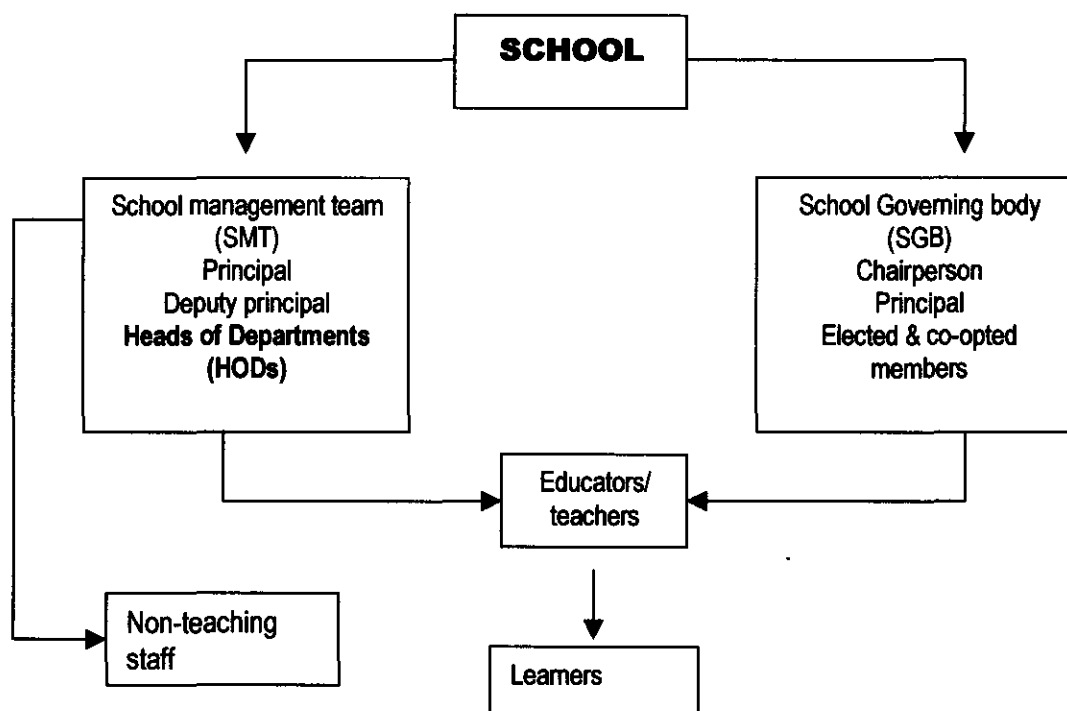 SCHOOL
School management team
(SMT)
Principal
Deputy principal
Heads of Departments
(HODs)
School Governing body
(SGB)
Chairperson
Principal
Elected & co-opted
members
Educators/
teachers
Non-teaching
staff
Learners